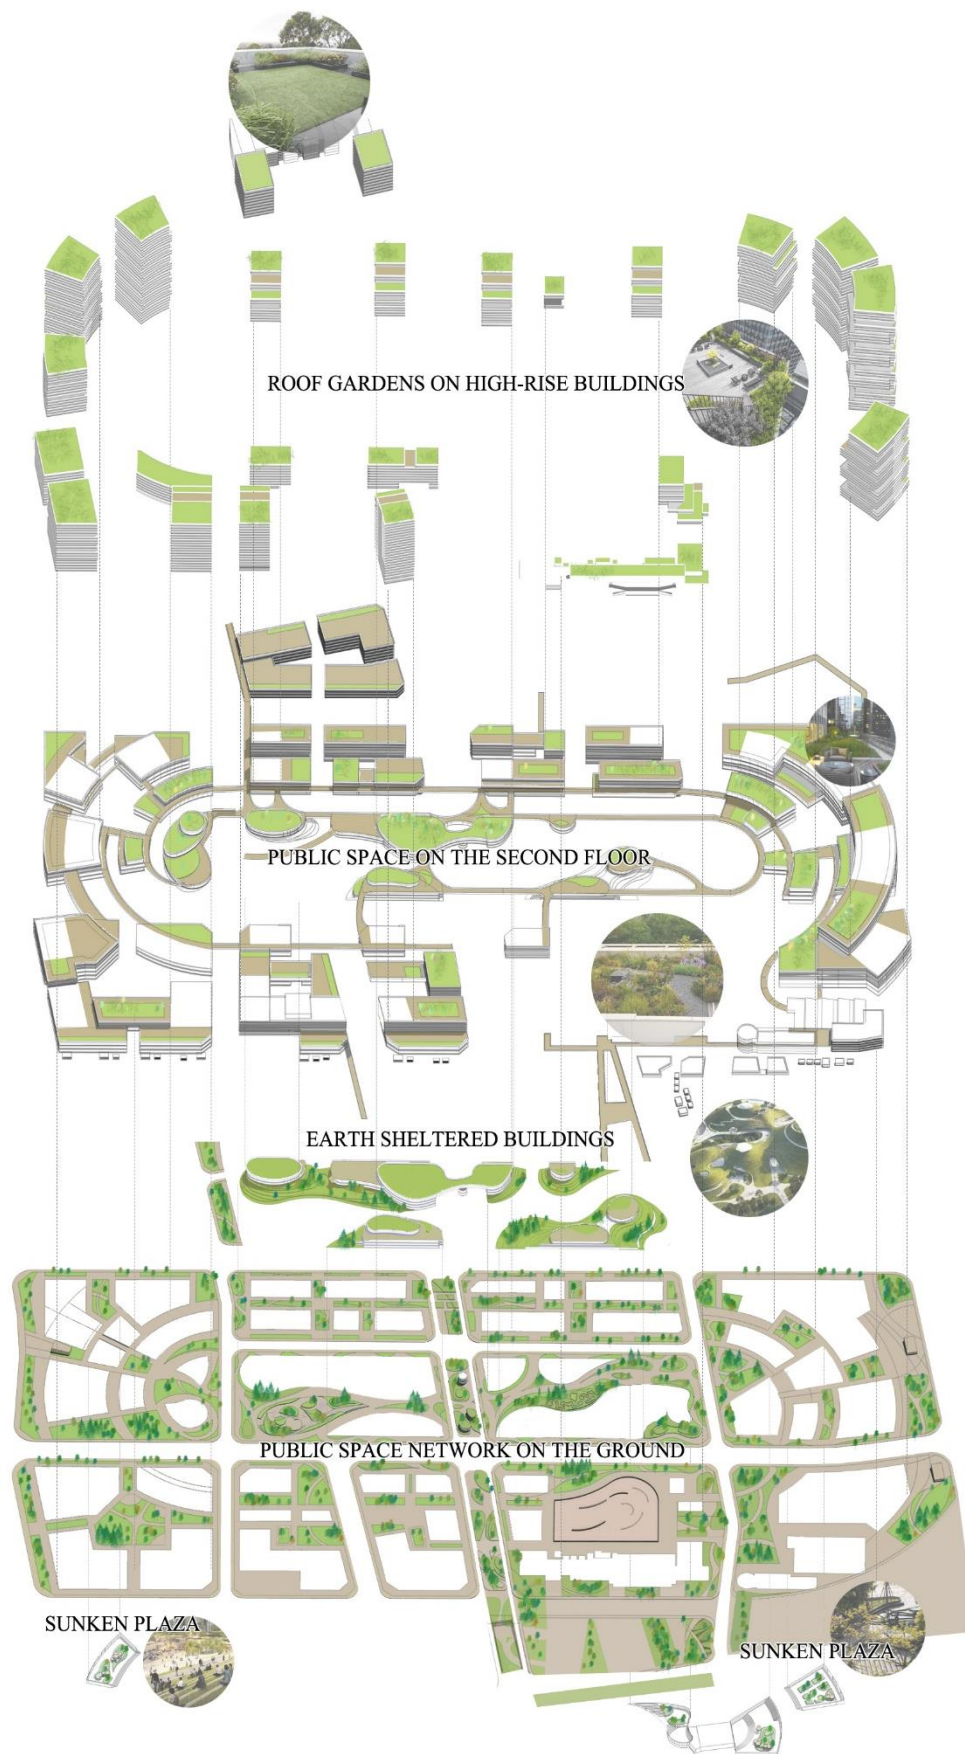 ROOF GARDENS ON HIGH-RISE BUILDINGS
PUBLIC SPACE ON THE SECOND FLOOR
EARTH SHELTERED BUILDINGS
PUBLIC SPACE NETWORK ON THE GROUND
SUNKEN PLAZA
SUNKEN PLAZA